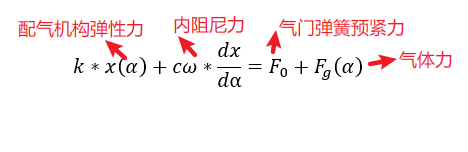 配气机构弹性力 内阻尼力 气门弹簧预紧力
k * x(α) + cω * dx/dα = F₀ + F_g(α) 气体力